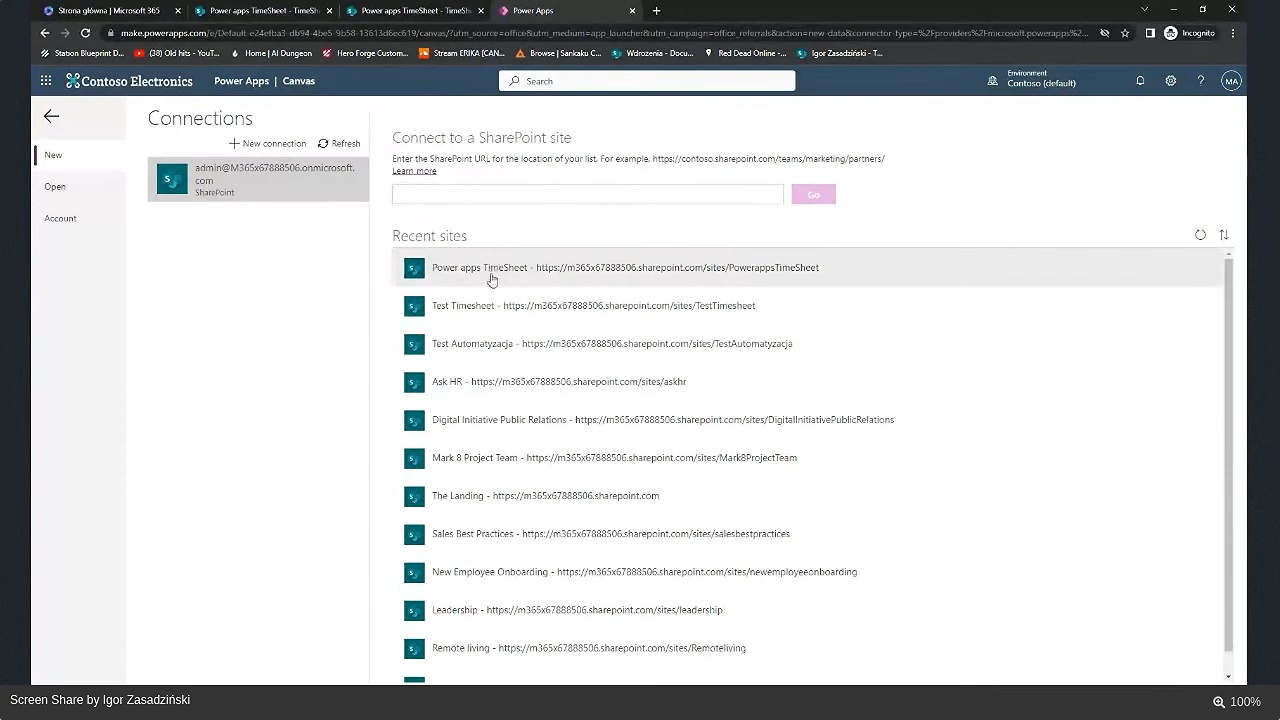 Strona główna | Microsoft 365
Power apps TimeSheet - TimeSh
Power apps TimeSheet - TimeSh
Power Apps
make.powerapps.com/e/Default-e24efba3-db94-4be5-9b58-13613d6ec619/canvas/?utm_source=office&utm_medium=app_launcher&utm_campaign=office_referrals&action=new-data&connector-type=%2Fproviders%2Fmicrosoft.powerapps%2...
Incognito
Station Blueprint D...
(38) Old hits - YouT...
Home | AI Dungeon
Hero Forge Custom...
Stream ERIKA [CAN...
Browse | Sackaku C...
Wdrożenia - Docu...
Red Dead Online -...
Igor Zasadziński - T...
Contoso Electronics
Power Apps | Canvas
Search
Environment
Contoso (default)
?
MA
New
Open
Account
Connections
New connection
Refresh
admin@M365x67888506.onmicrosoft.
com
SharePoint
Connect to a SharePoint site
Enter the SharePoint URL for the location of your list. For example, https://contoso.sharepoint.com/teams/marketing/partners/
Learn more
Go
Recent sites
Power apps TimeSheet - https://m365x67888506.sharepoint.com/sites/PowerappsTimeSheet
Test Timesheet - https://m365x67888506.sharepoint.com/sites/TestTimesheet
Test Automatyzacja - https://m365x67888506.sharepoint.com/sites/TestAutomatyzacja
Ask HR - https://m365x67888506.sharepoint.com/sites/askhr
Digital Initiative Public Relations - https://m365x67888506.sharepoint.com/sites/DigitalInitiativePublicRelations
Mark 8 Project Team - https://m365x67888506.sharepoint.com/sites/Mark8ProjectTeam
The Landing - https://m365x67888506.sharepoint.com
Sales Best Practices - https://m365x67888506.sharepoint.com/sites/salesbestpractices
New Employee Onboarding - https://m365x67888506.sharepoint.com/sites/newemployeeonboarding
Leadership - https://m365x67888506.sharepoint.com/sites/leadership
Remote living - https://m365x67888506.sharepoint.com/sites/Remoteliving
Screen Share by Igor Zasadziński
100%